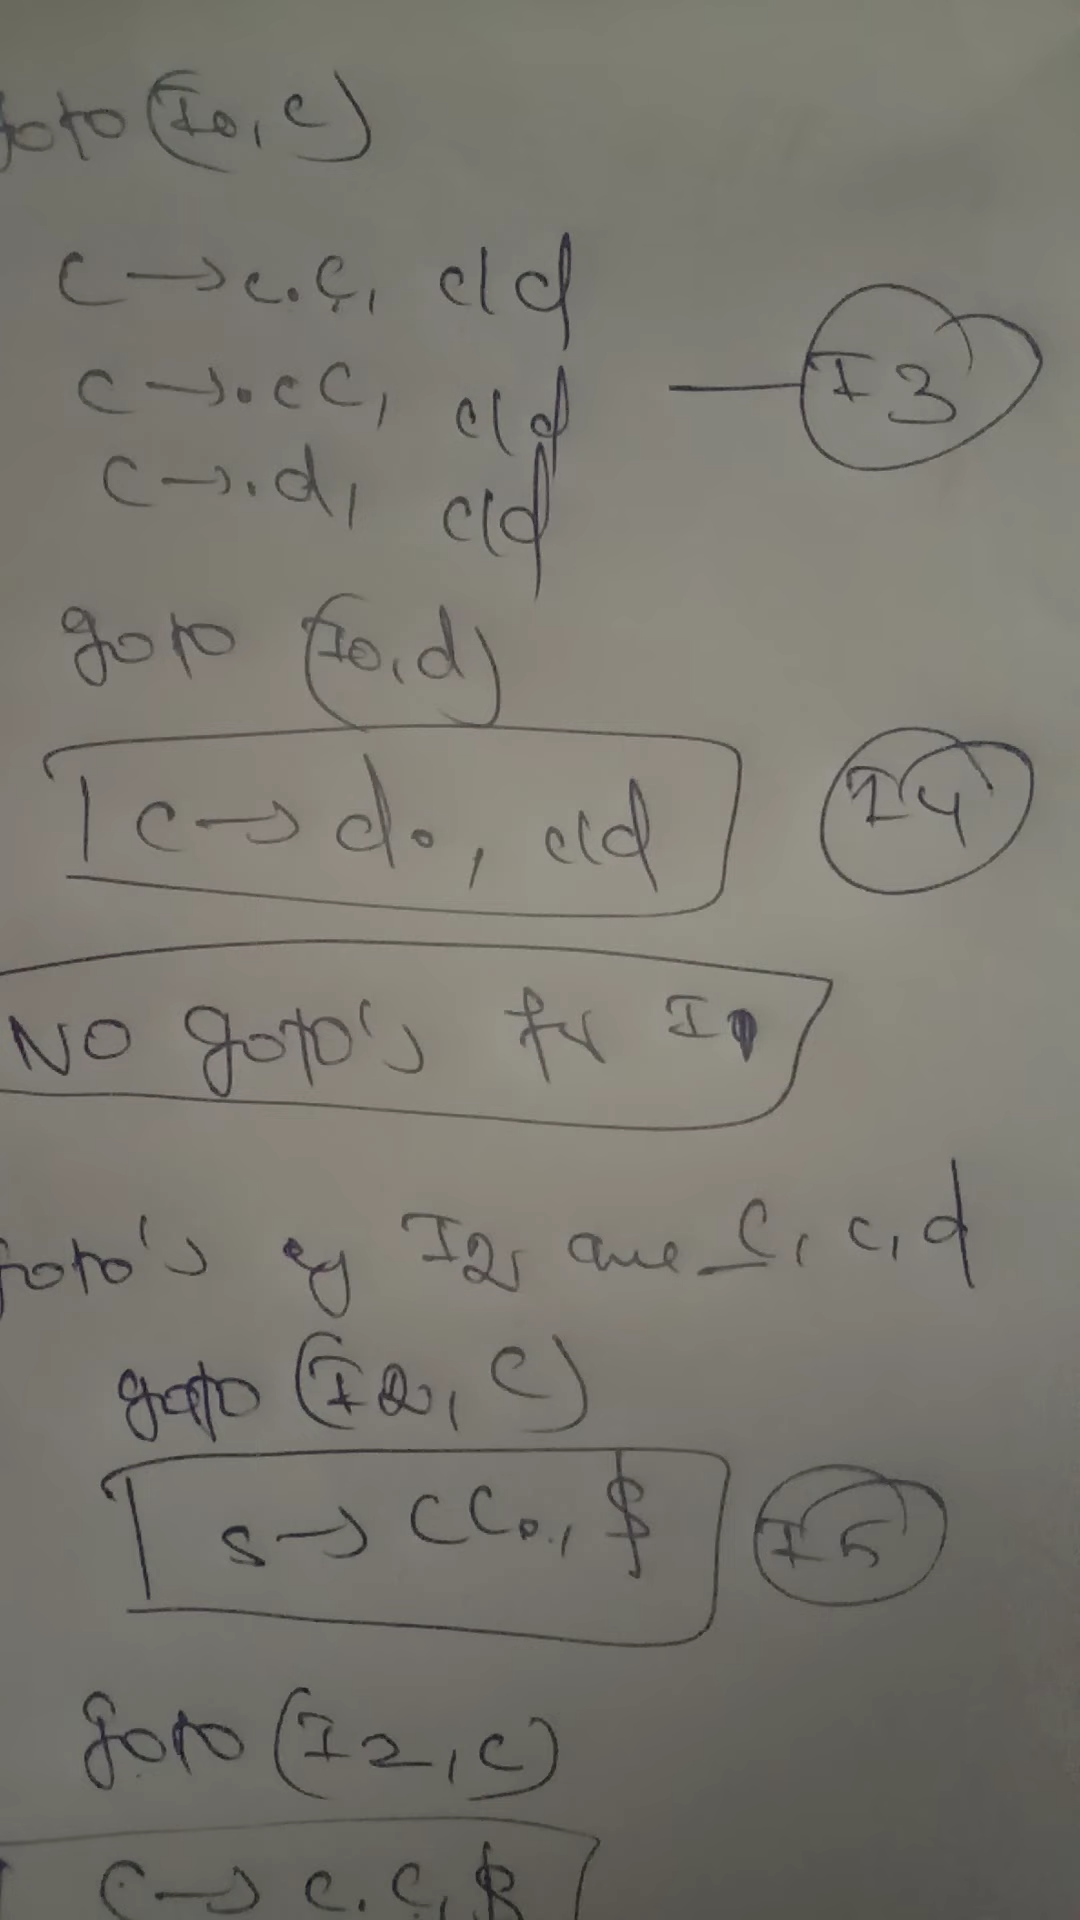 goto (I0, c)
C → c.C, c/d
C → .cC, c/d
I3
C → .d, c/d
goto (I0, d)
C → d., c/d
I4
NO goto's for I1
goto's of I2, are C, c, d
goto (I2, C)
S → CC., $
I5
goto (I2, c)
C → c.C, $